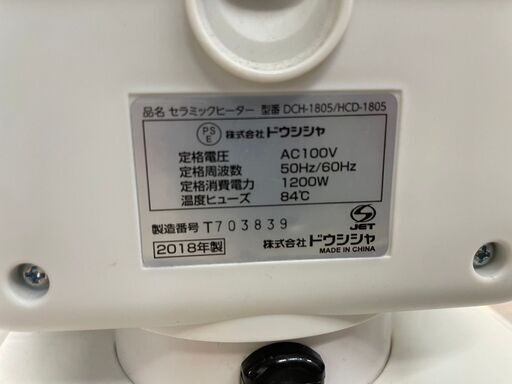 品名 セラミックヒーター 型番 DCH-1805/HCD-1805
PS
E 株式会社ドウシシャ
定格電圧 AC100V
定格周波数 50Hz/60Hz
定格消費電力 1200W
温度ヒューズ 84℃
製造番号 T703839
JET
2018年製 株式会社ドウシシャ
MADE IN CHINA